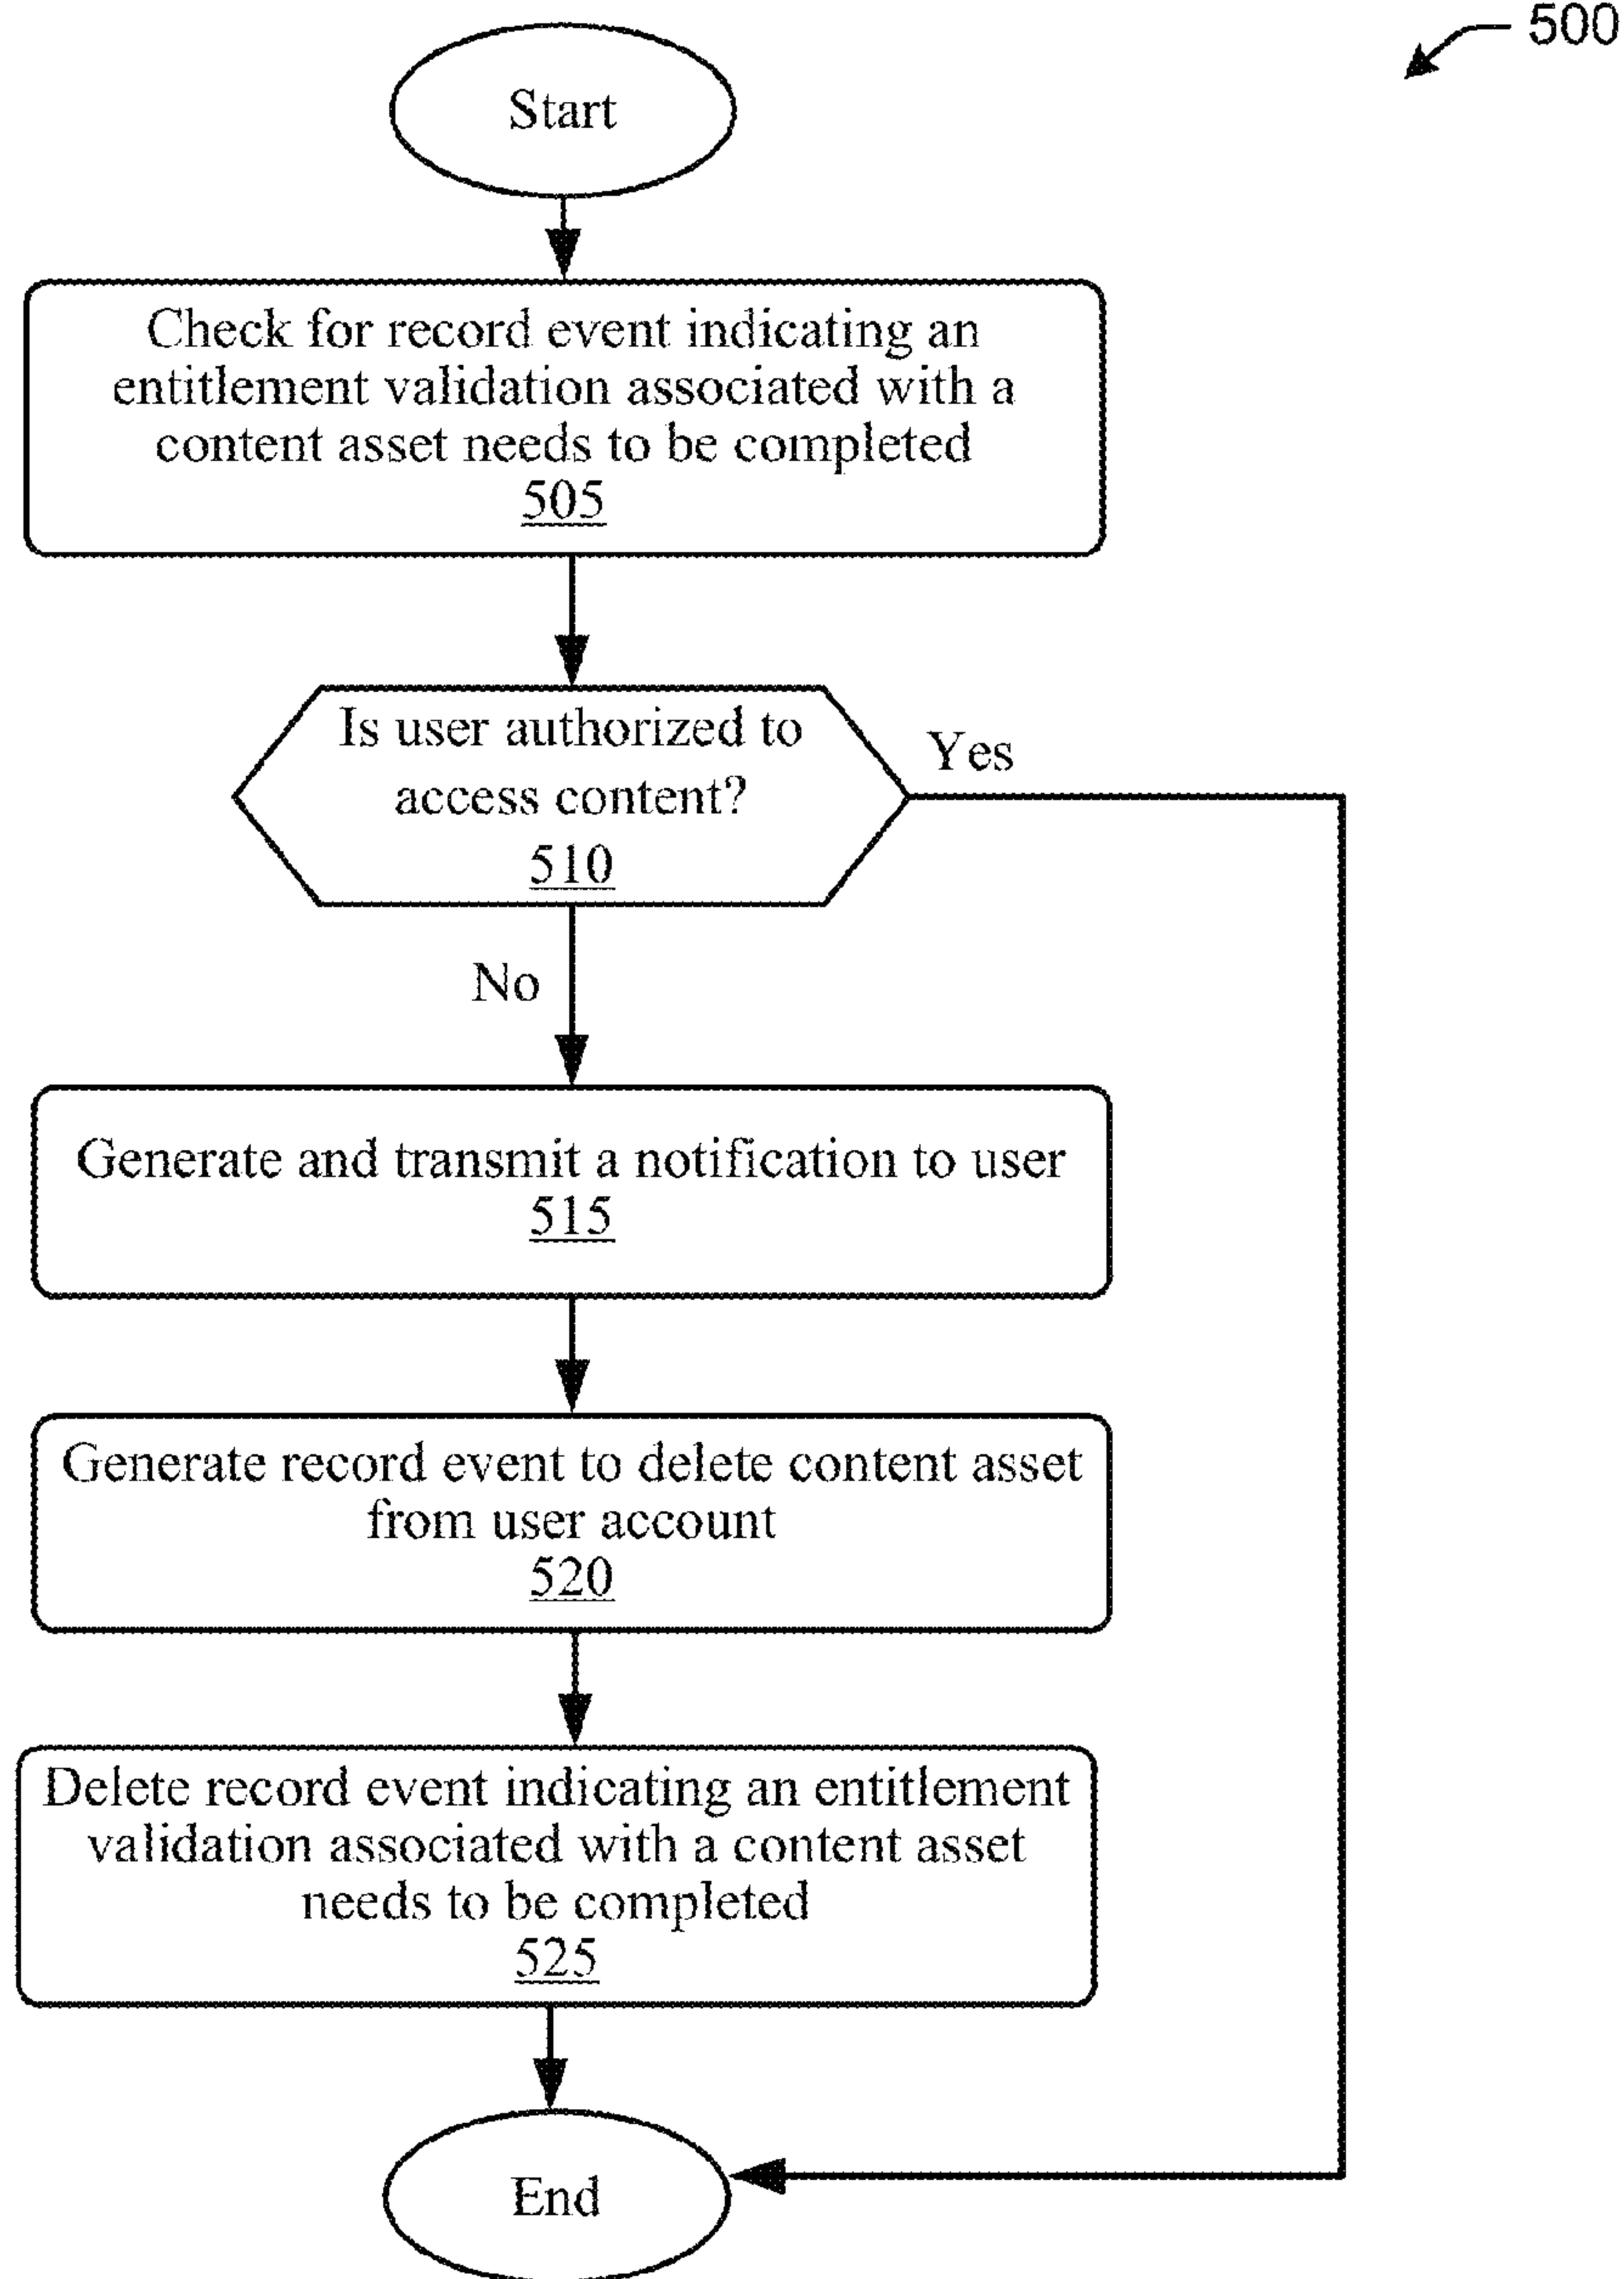 500
Start
Check for record event indicating an
entitlement validation associated with a
content asset needs to be completed
505
Is user authorized to
access content?
510
Yes
No
Generate and transmit a notification to user
515
Generate record event to delete content asset
from user account
520
Delete record event indicating an entitlement
validation associated with a content asset
needs to be completed
525
End